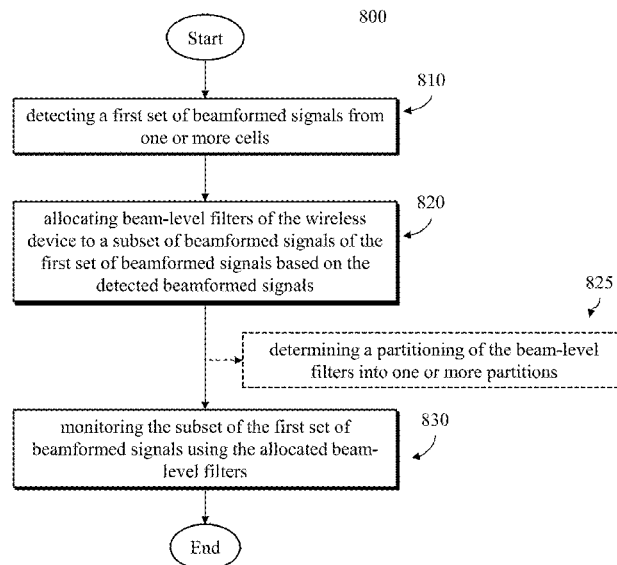 800
Start
810
detecting a first set of beamformed signals from
one or more cells
820
allocating beam-level filters of the wireless
device to a subset of beamformed signals of the
first set of beamformed signals based on the
detected beamformed signals
825
determining a partitioning of the beam-level
filters into one or more partitions
830
monitoring the subset of the first set of
beamformed signals using the allocated beam-
level filters
End